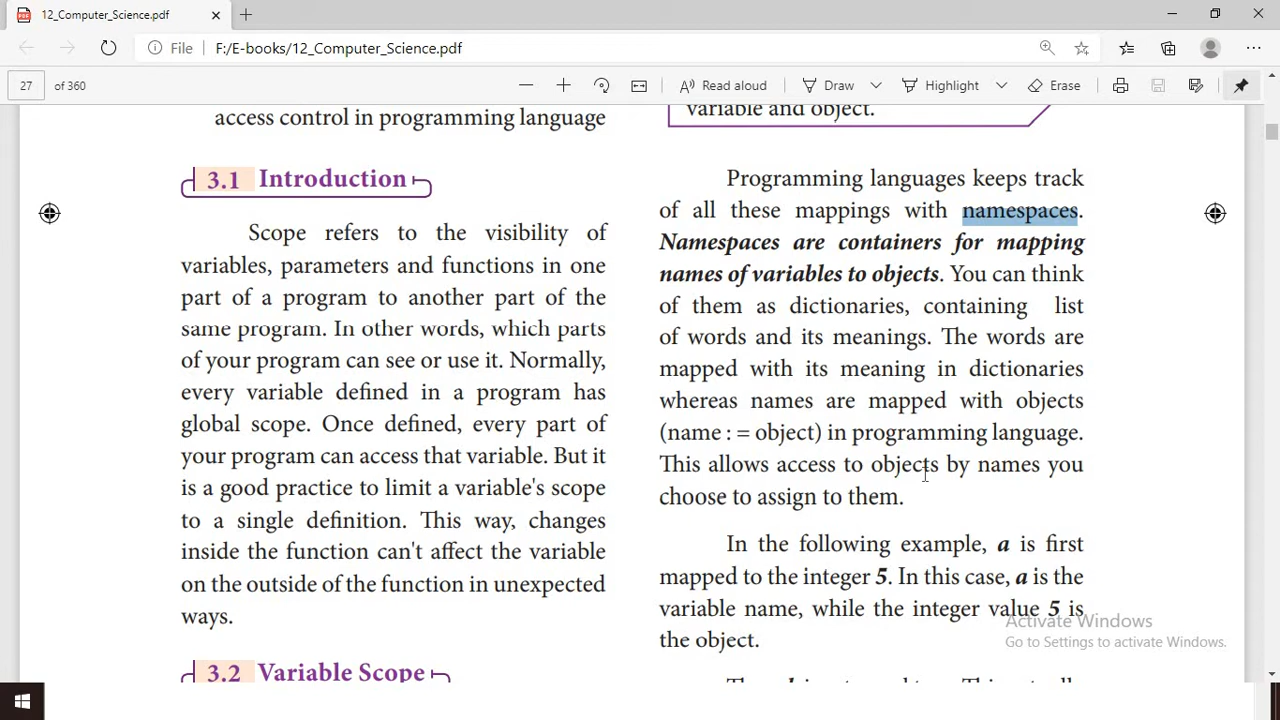 12_Computer_Science.pdf
File F:/E-books/12_Computer_Science.pdf
27 of 360
Read aloud
Draw
Highlight
Erase
access control in programming language
3.1 Introduction
Scope refers to the visibility of
variables, parameters and functions in one
part of a program to another part of the
same program. In other words, which parts
of your program can see or use it. Normally,
every variable defined in a program has
global scope. Once defined, every part of
your program can access that variable. But it
is a good practice to limit a variable's scope
to a single definition. This way, changes
inside the function can't affect the variable
on the outside of the function in unexpected
ways.
3.2 Variable Scope
variable and object.
Programming languages keeps track
of all these mappings with namespaces.
Namespaces are containers for mapping
names of variables to objects. You can think
of them as dictionaries, containing list
of words and its meanings. The words are
mapped with its meaning in dictionaries
whereas names are mapped with objects
(name : = object) in programming language.
This allows access to objects by names you
choose to assign to them.
In the following example, a is first
mapped to the integer 5. In this case, a is the
variable name, while the integer value 5 is
the object.
Activate Windows
Go to Settings to activate Windows.